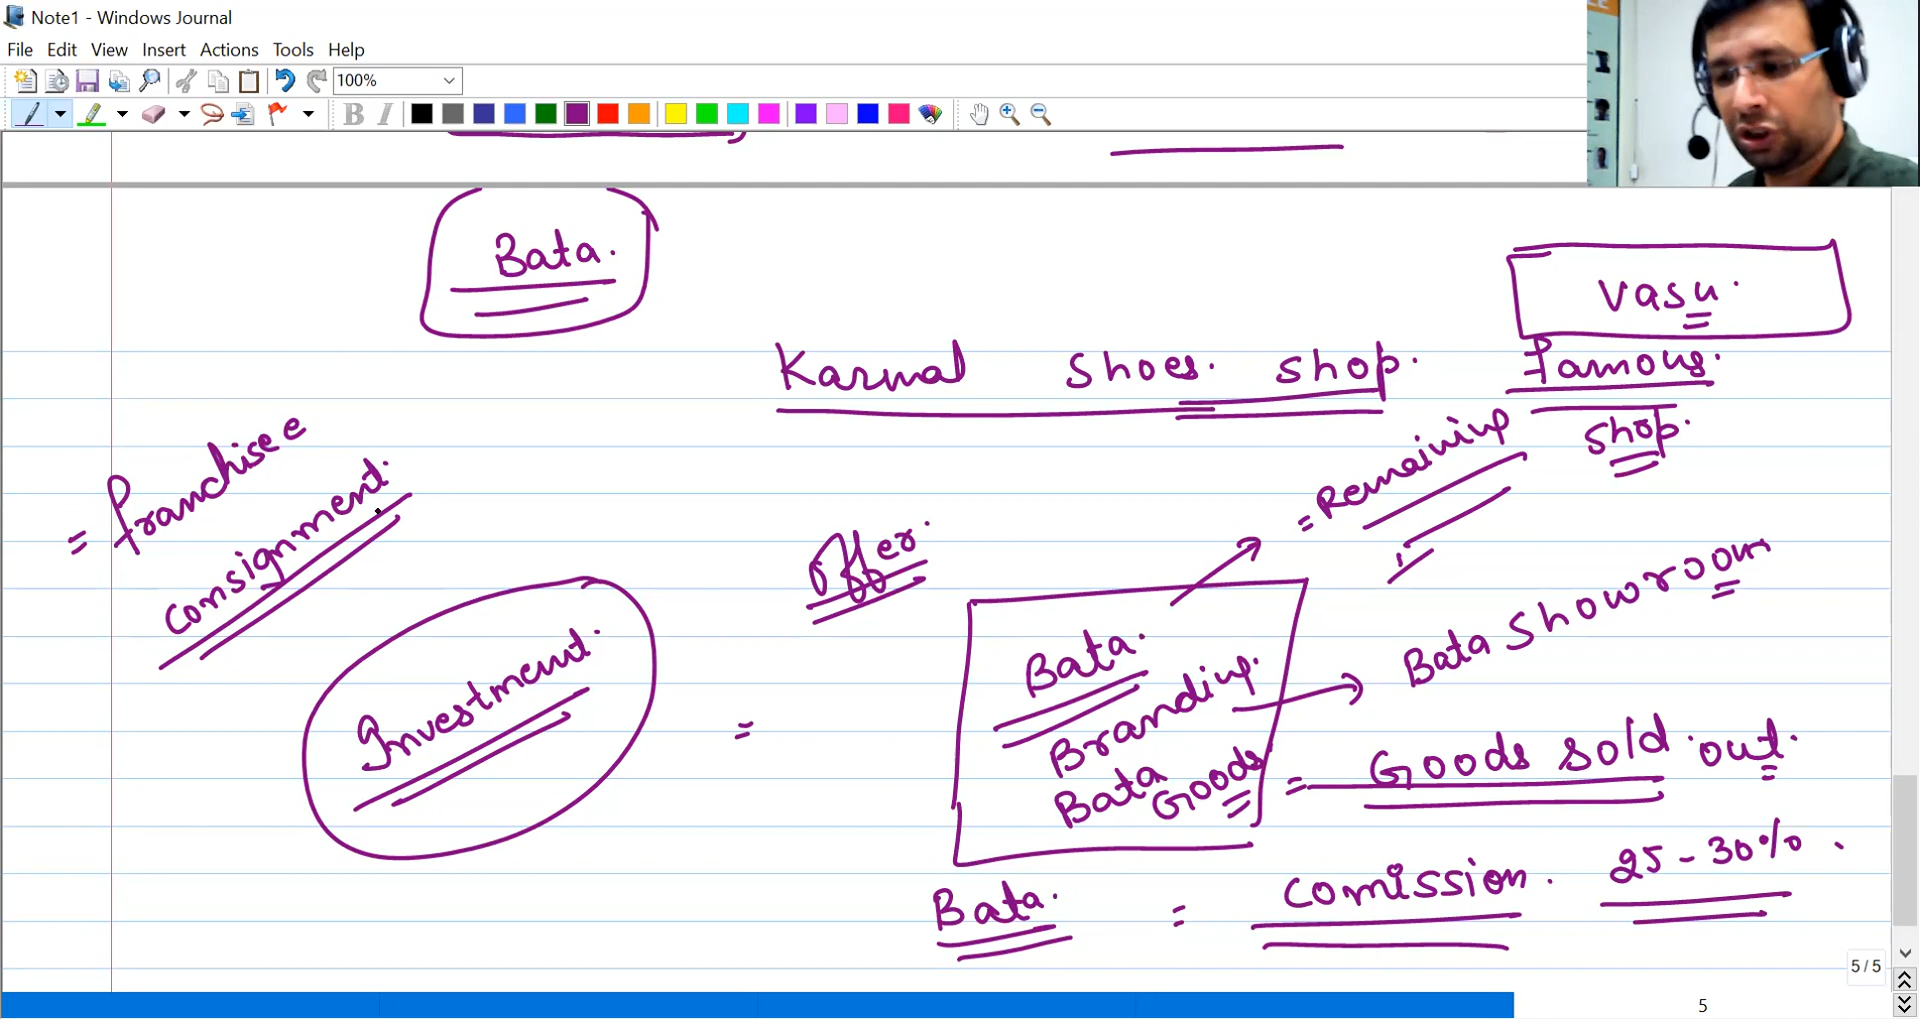 Note1 - Windows Journal
File Edit View Insert Actions Tools Help
100%
Bata.
Vasu.
Karnal Shoes. Shop. Famous.
Shop.
= franchisee
consignment.
= Remaining
Offer.
Investment.
=
Bata.
Branding.
Bata Showroom
Bata Goods
= Goods sold out.
Bata. = Comission. 25-30%.
5 / 5
5